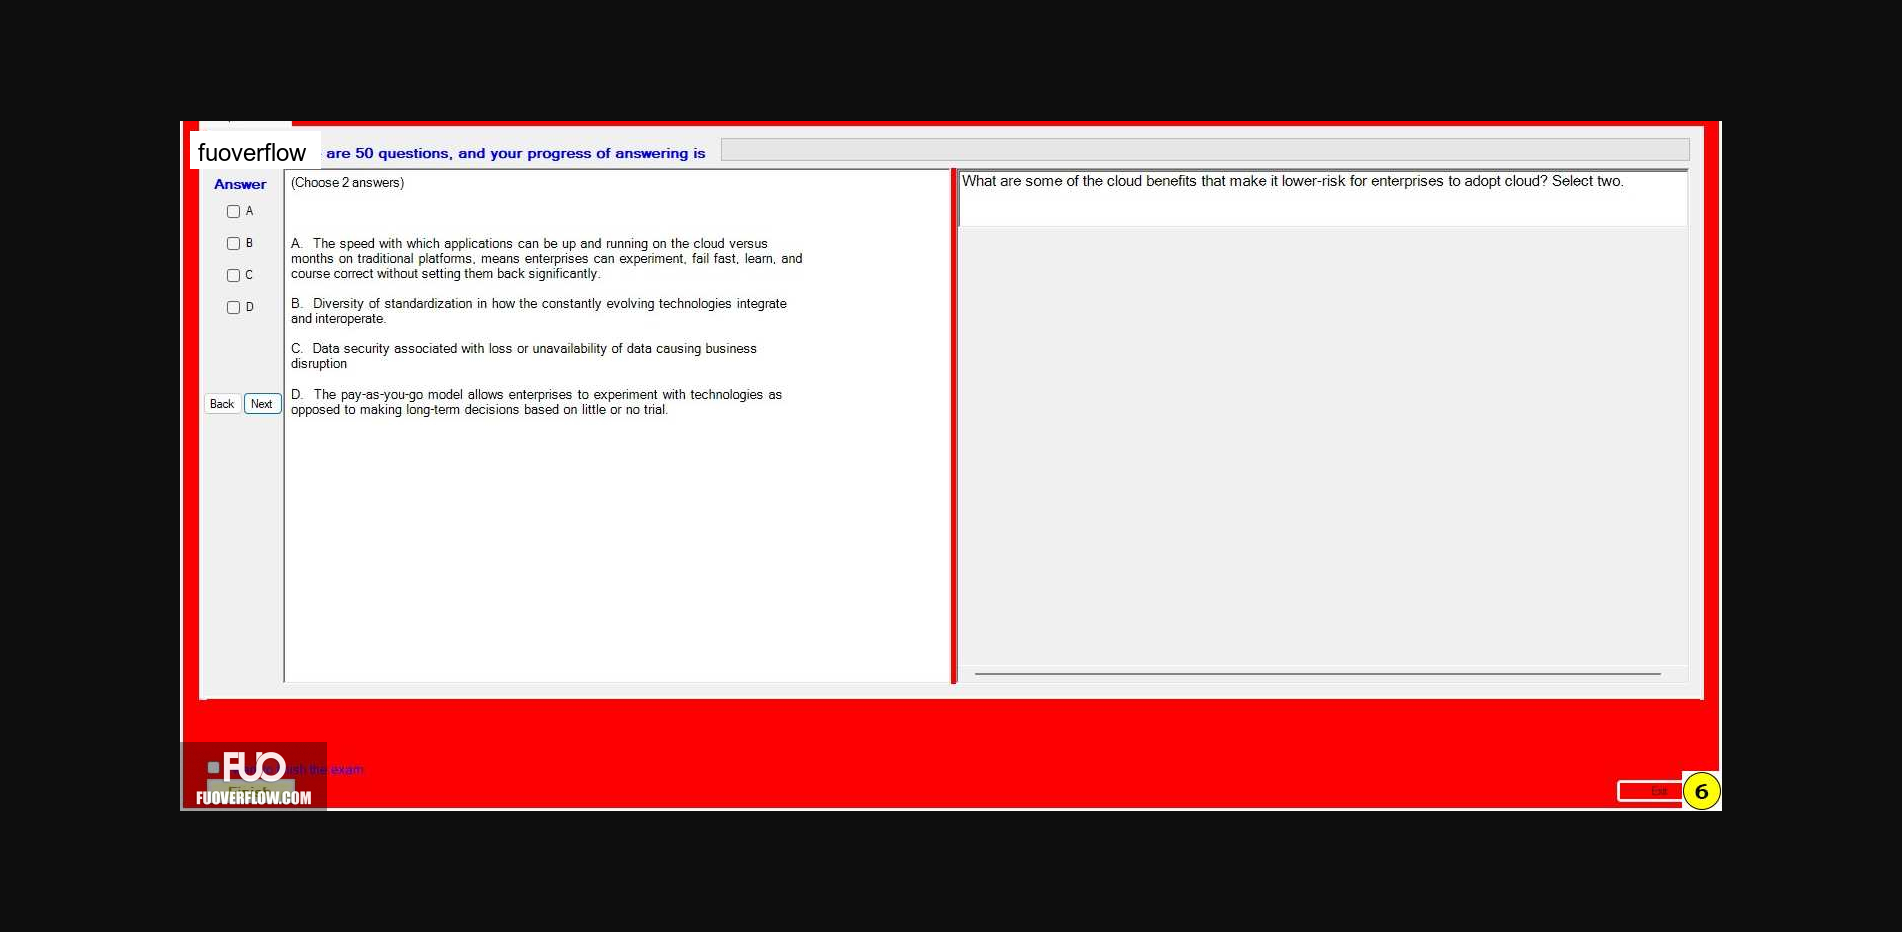 fuoverflow are 50 questions, and your progress of answering is
Answer
A
B
C
D
Back Next
(Choose 2 answers)
A. The speed with which applications can be up and running on the cloud versus
months on traditional platforms, means enterprises can experiment, fail fast, learn, and
course correct without setting them back significantly.
B. Diversity of standardization in how the constantly evolving technologies integrate
and interoperate.
C. Data security associated with loss or unavailability of data causing business
disruption
D. The pay-as-you-go model allows enterprises to experiment with technologies as
opposed to making long-term decisions based on little or no trial.
What are some of the cloud benefits that make it lower-risk for enterprises to adopt cloud? Select two.
FUO
the exam
Finish
FUOVERFLOW.COM
Exit
6